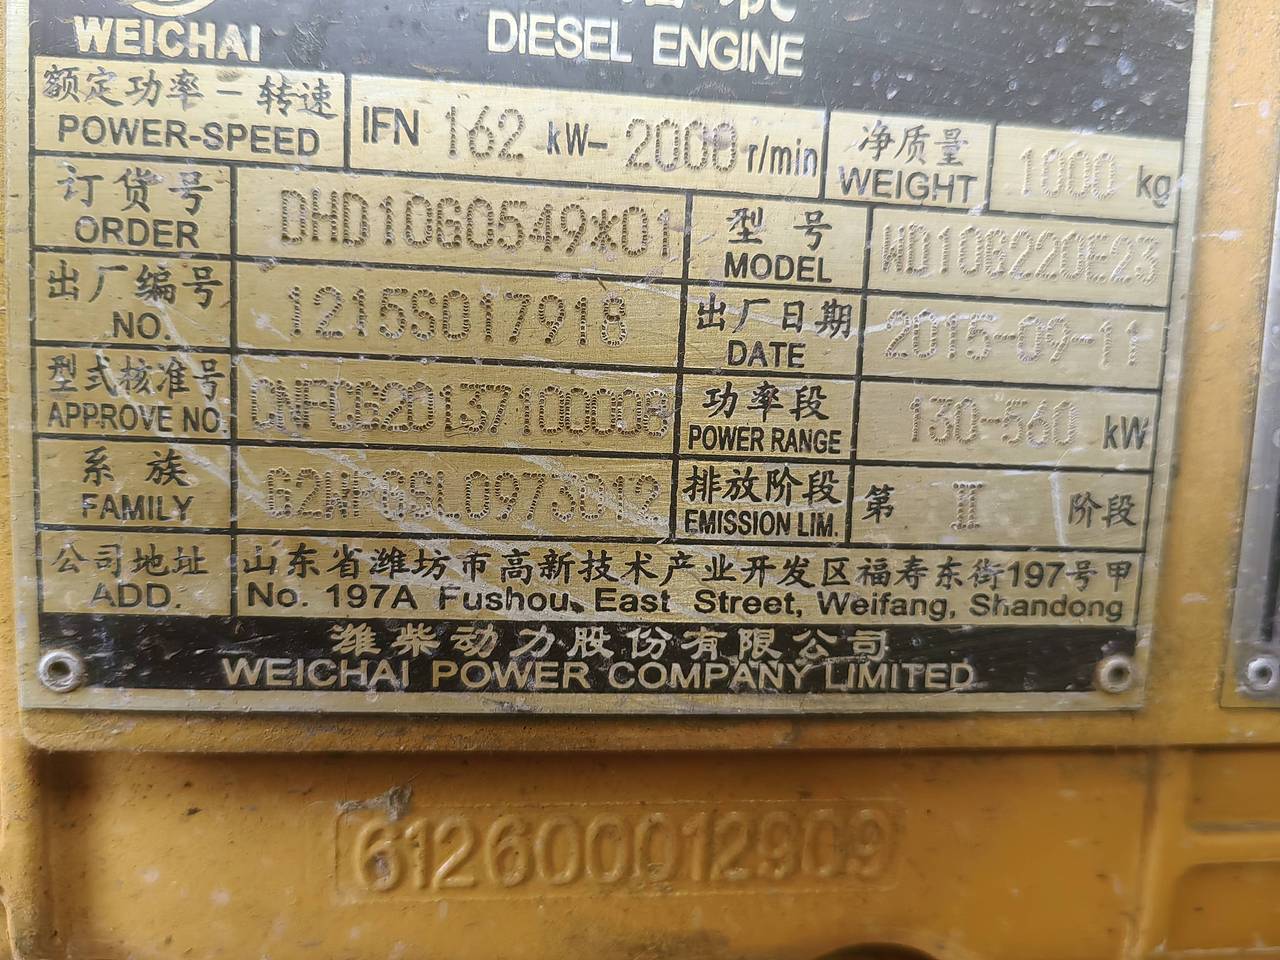 WEICHAI
DIESEL ENGINE
额定功率－转速
POWER-SPEED
IFN 162 kW- 2000 r/min
净质量
WEIGHT
1000 kg
订货号
ORDER
DHD10G0549*01
型号
MODEL
WD10G220E23
出厂编号
NO.
1215S017918
出厂日期
DATE
2015-09-11
型式核准号
APPROVE NO.
CNFCG20137100008
功率段
POWER RANGE
130-560 kW
系族
FAMILY
排放阶段
EMISSION LIM.
第 II 阶段
公司地址
ADD.
山东省潍坊市高新技术产业开发区福寿东街197号甲
No. 197A Fushou, East Street, Weifang, Shandong
潍柴动力股份有限公司
WEICHAI POWER COMPANY LIMITED
612600012909